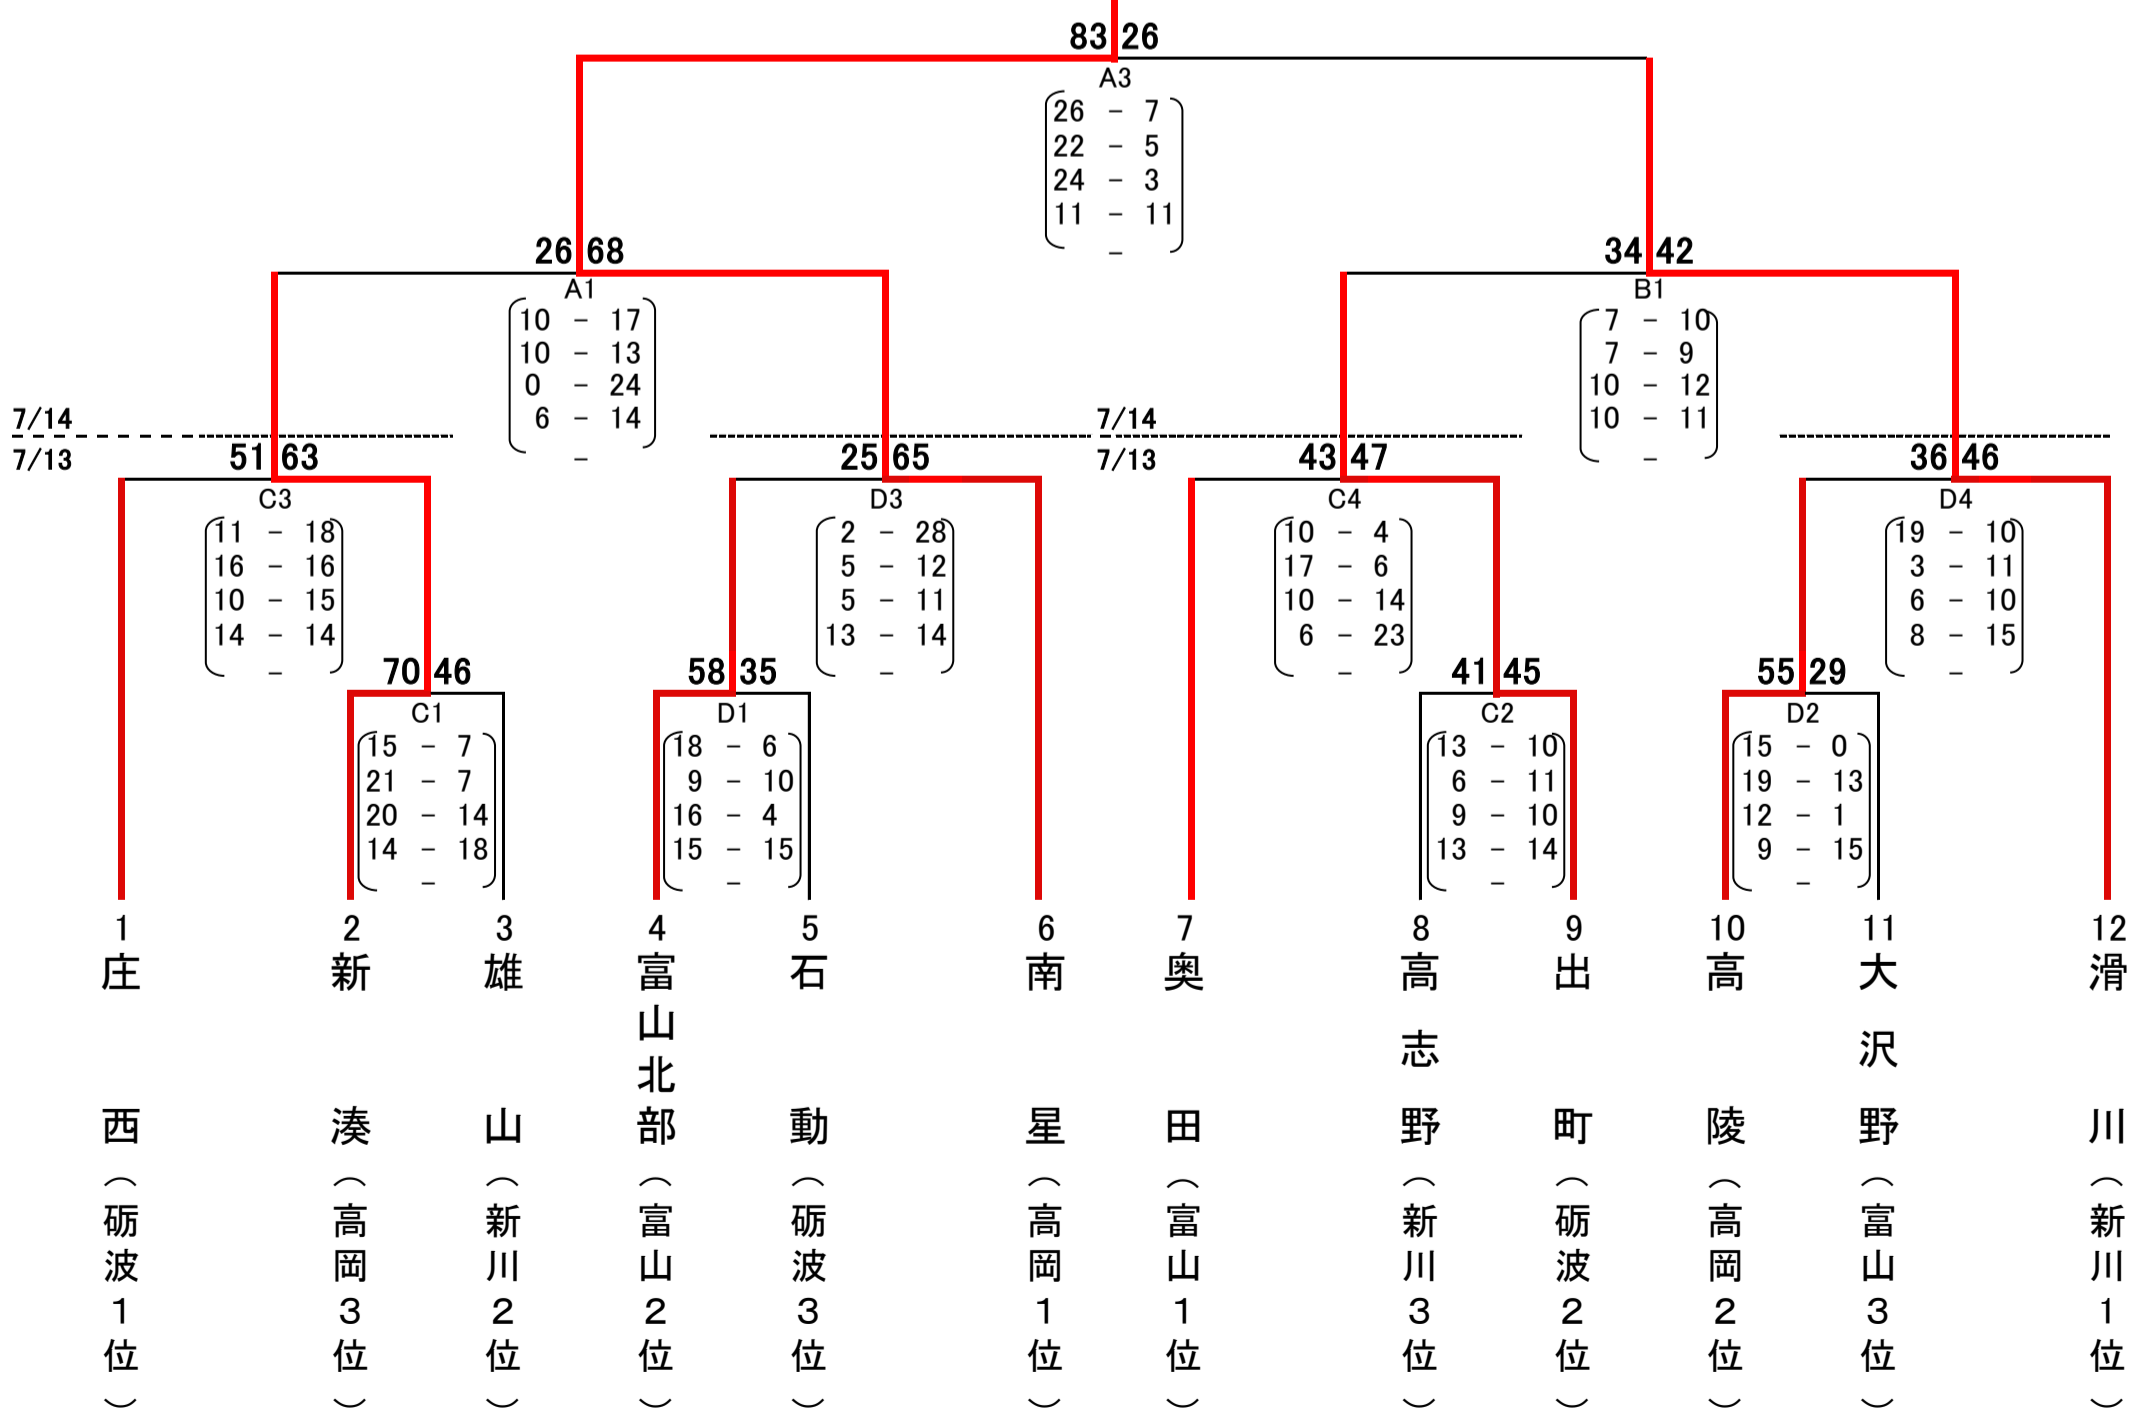 83 26
A3
26 - 7
22 - 5
24 - 3
11 - 11
-
26 68
A1
10 - 17
10 - 13
0 - 24
6 - 14
-
34 42
B1
7 - 10
7 - 9
10 - 12
10 - 11
-
7/14
7/13
7/14
7/13
51 63
C3
11 - 18
16 - 16
10 - 15
14 - 14
-
25 65
D3
2 - 28
5 - 12
5 - 11
13 - 14
-
43 47
C4
10 - 4
17 - 6
10 - 14
6 - 23
-
36 46
D4
19 - 10
3 - 11
6 - 10
8 - 15
-
70 46
C1
15 - 7
21 - 7
20 - 14
14 - 18
-
58 35
D1
18 - 6
9 - 10
16 - 4
15 - 15
-
41 45
C2
13 - 10
6 - 11
9 - 10
13 - 14
-
55 29
D2
15 - 0
19 - 13
12 - 1
9 - 15
-
1 庄西（砺波1位）
2 新湊（高岡3位）
3 雄山（新川2位）
4 富山北部（富山2位）
5 石動（砺波3位）
6 南星（高岡1位）
7 奥田（富山1位）
8 高志野（新川3位）
9 出町（砺波2位）
10 高陵（高岡2位）
11 大沢野（富山3位）
12 滑川（新川1位）